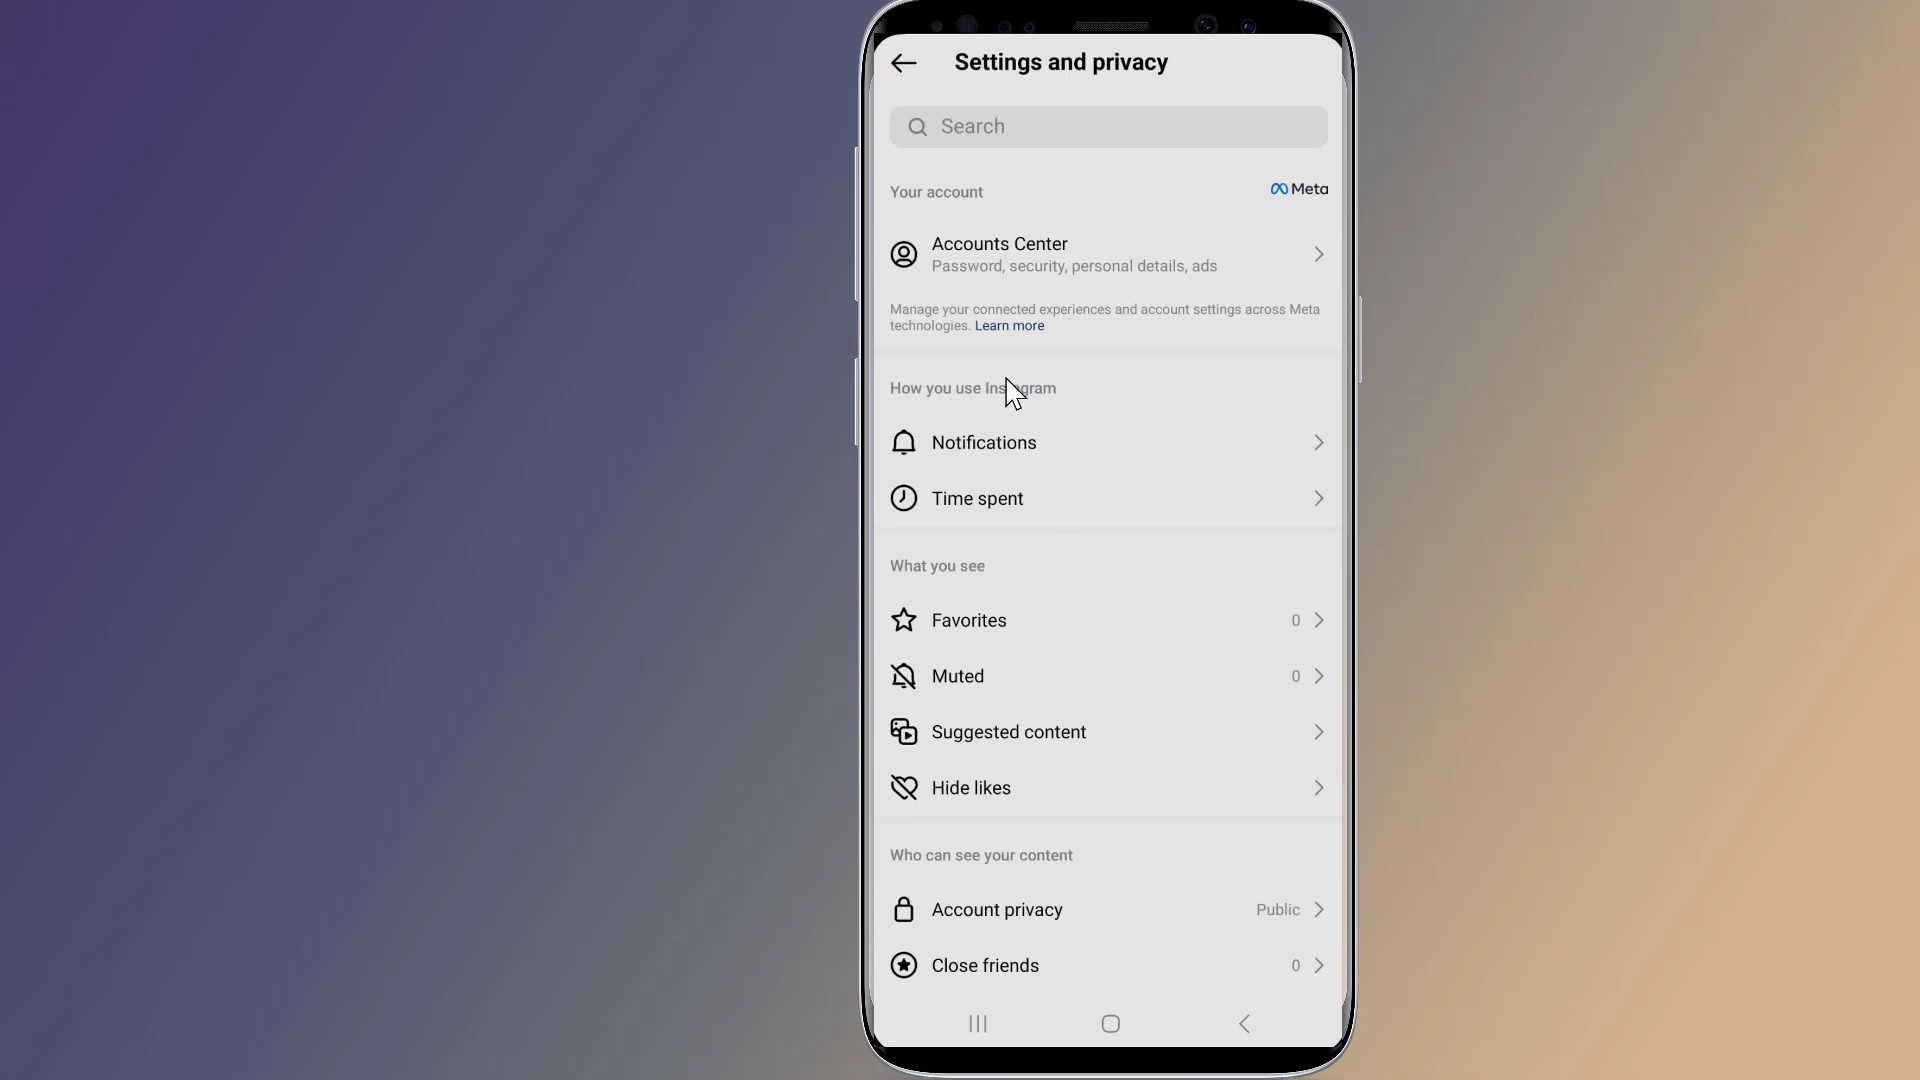 Settings and privacy
Search
Your account
Meta
Accounts Center
Password, security, personal details, ads
Manage your connected experiences and account settings across Meta
technologies. Learn more
How you use Instagram
Notifications
Time spent
What you see
Favorites 0
Muted 0
Suggested content
Hide likes
Who can see your content
Account privacy Public
Close friends 0